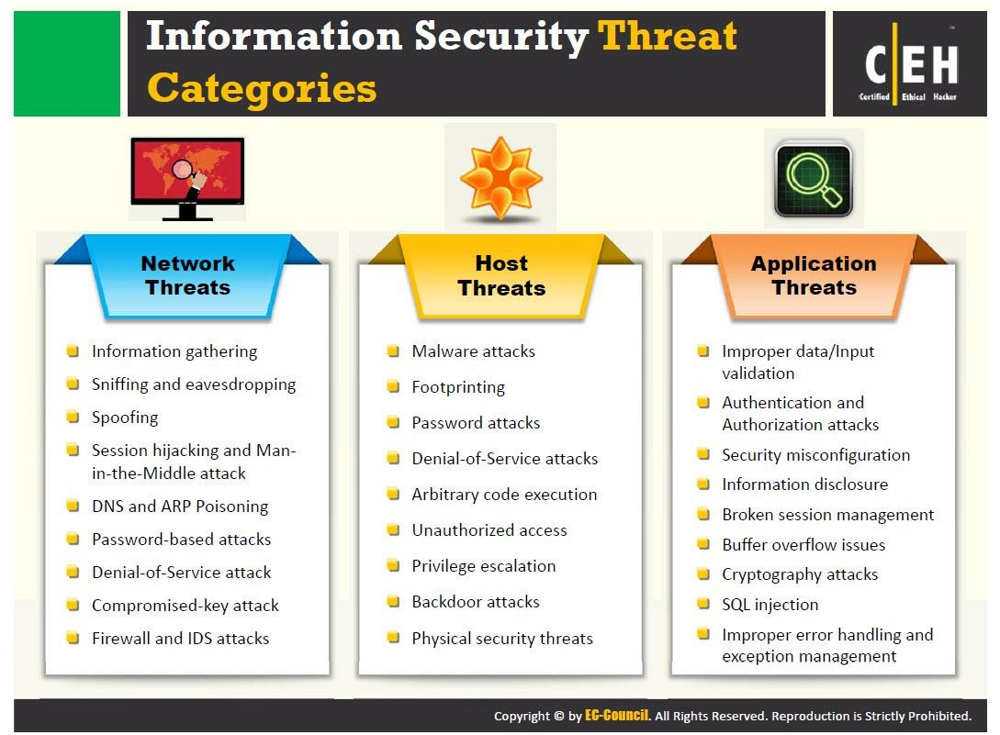 Information Security Threat
Categories
C|EH
Certified Ethical Hacker
Network
Threats
Information gathering
Sniffing and eavesdropping
Spoofing
Session hijacking and Man-
in-the-Middle attack
DNS and ARP Poisoning
Password-based attacks
Denial-of-Service attack
Compromised-key attack
Firewall and IDS attacks
Host
Threats
Malware attacks
Footprinting
Password attacks
Denial-of-Service attacks
Arbitrary code execution
Unauthorized access
Privilege escalation
Backdoor attacks
Physical security threats
Application
Threats
Improper data/Input
validation
Authentication and
Authorization attacks
Security misconfiguration
Information disclosure
Broken session management
Buffer overflow issues
Cryptography attacks
SQL injection
Improper error handling and
exception management
Copyright © by EC-Council. All Rights Reserved. Reproduction is Strictly Prohibited.